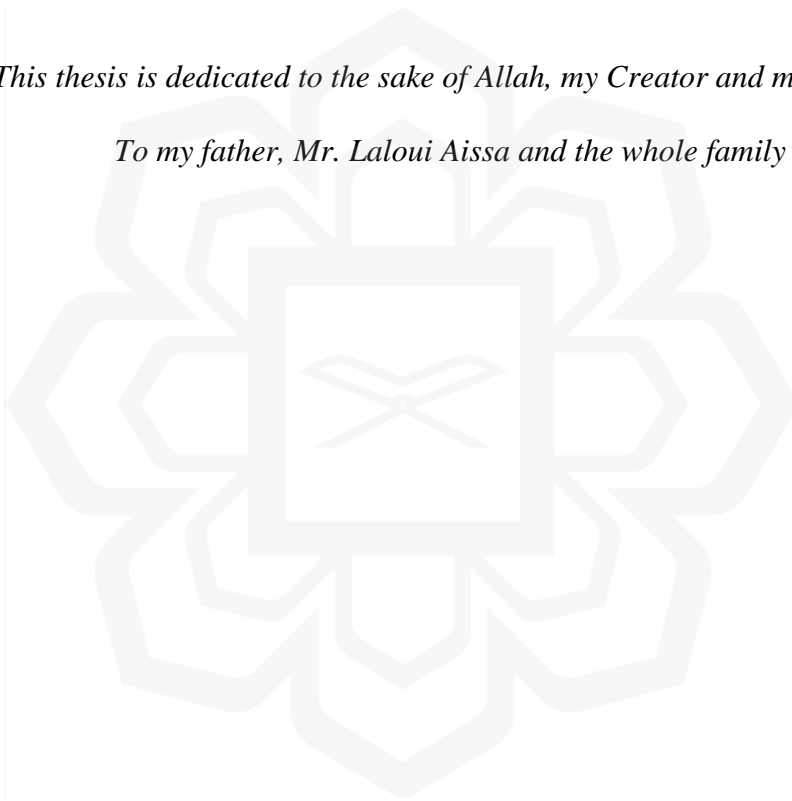 This thesis is dedicated to the sake of Allah, my Creator and m
To my father, Mr. Laloui Aissa and the whole family